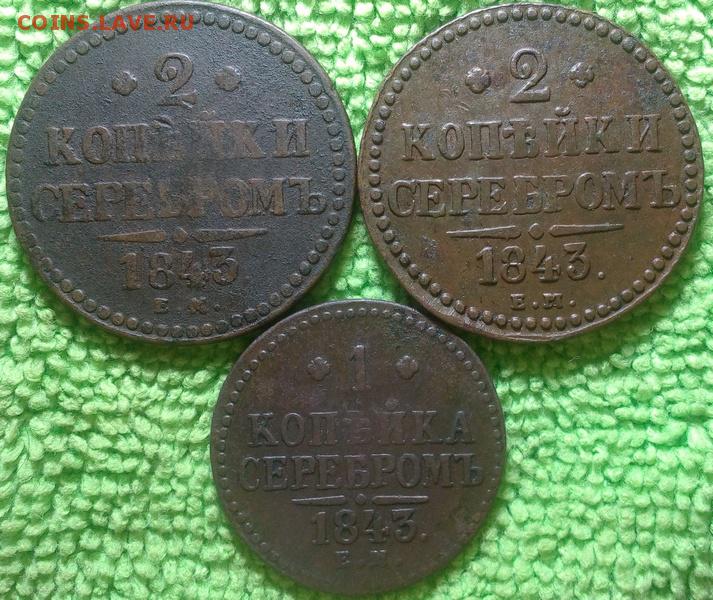 COINS.LAVE.RU
2
КОПѢЙКИ
СЕРЕБРОМЪ
1843
Е.М.
2
КОПѢЙКИ
СЕРЕБРОМЪ
1843.
Е.М.
1
КОПѢЙКА
СЕРЕБРОМЪ
1843.
Е.М.